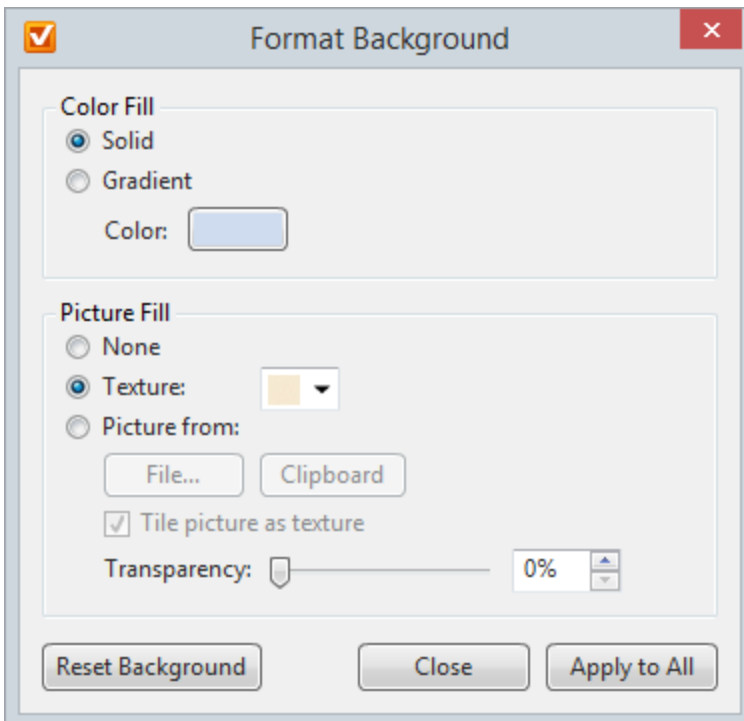 Format Background
Color Fill
Solid
Gradient
Color:
Picture Fill
None
Texture:
Picture from:
File... Clipboard
Tile picture as texture
Transparency: 0%
Reset Background Close Apply to All